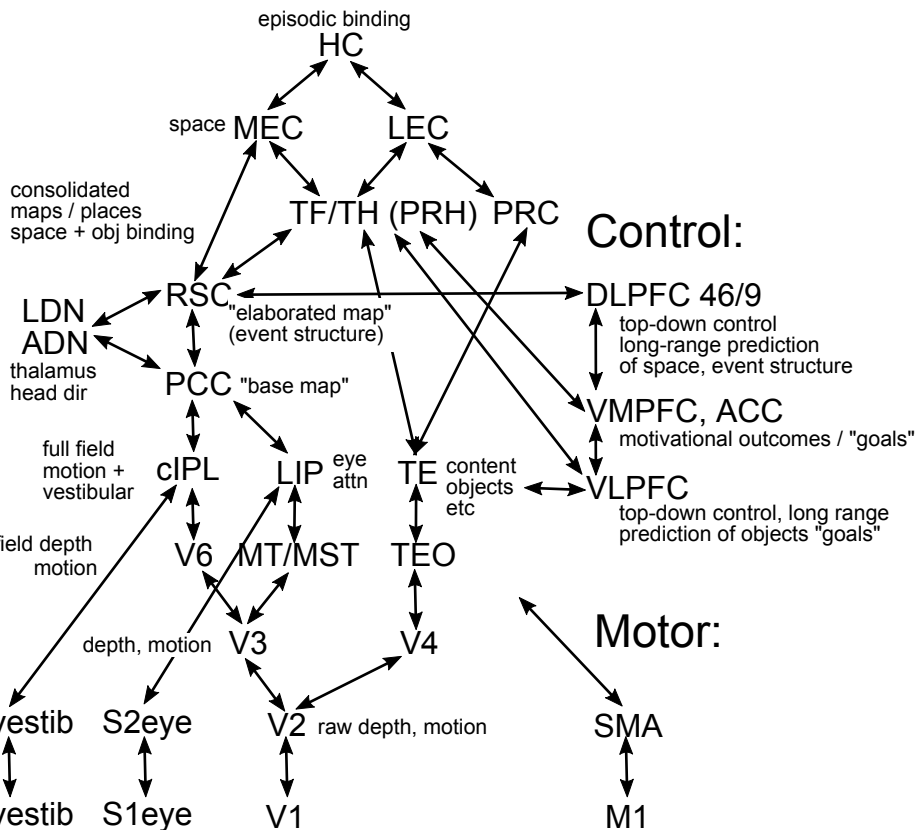 episodic binding
HC
space MEC LEC
consolidated
maps / places
space + obj binding
TF/TH (PRH) PRC
Control:
RSC
"elaborated map"
(event structure)
DLPFC 46/9
top-down control
long-range prediction
of space, event structure
LDN
ADN
thalamus
head dir
PCC "base map"
VMPFC, ACC
motivational outcomes / "goals"
full field
motion +
vestibular
cIPL
LIP
eye
attn
TE
content
objects
etc
VLPFC
top-down control, long range
prediction of objects "goals"
field depth
motion
V6
MT/MST
TEO
depth, motion
V3
V4
Motor:
vestib
S2eye
V2
raw depth, motion
SMA
vestib
S1eye
V1
M1